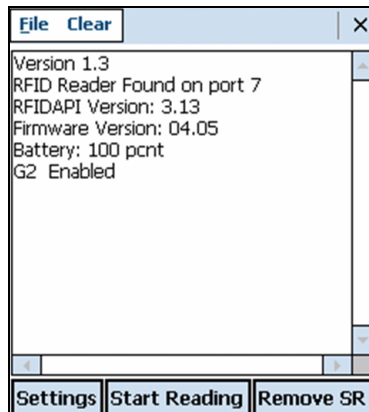 File Clear ×
Version 1.3
RFID Reader Found on port 7
RFIDAPI Version: 3.13
Firmware Version: 04.05
Battery: 100 pcnt
G2 Enabled
Settings Start Reading Remove SR